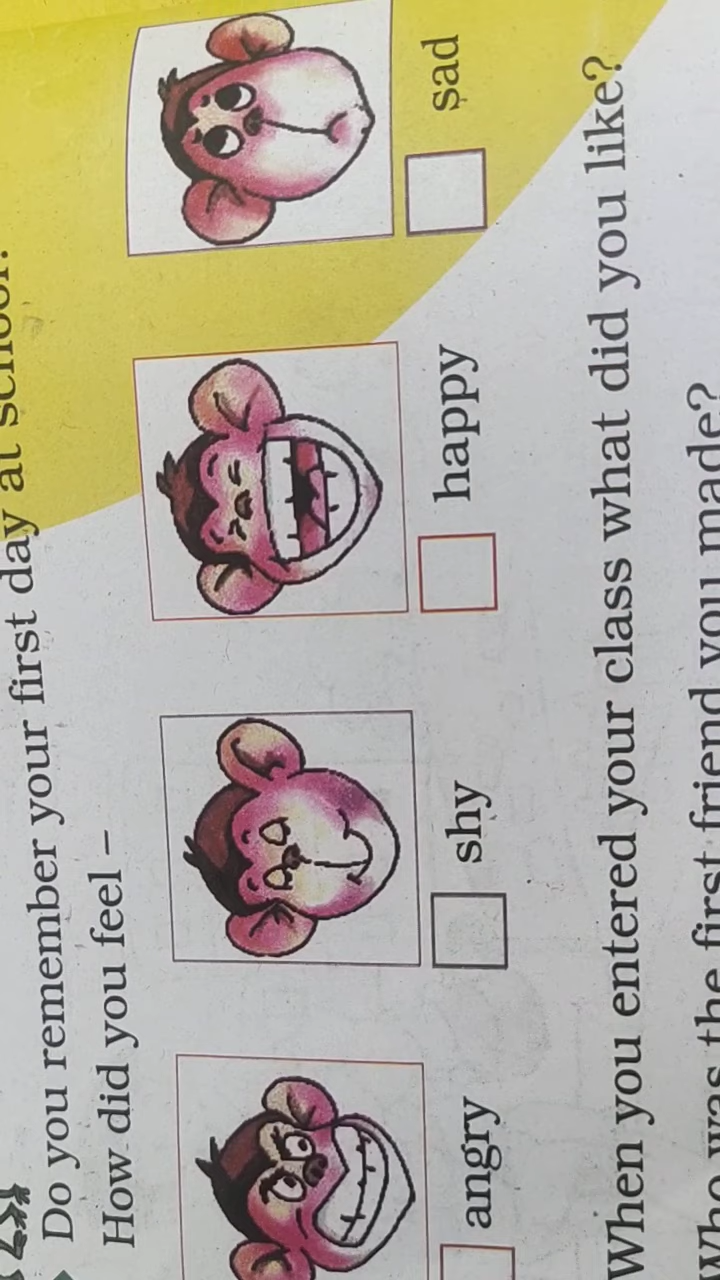 Do you remember your first day at school?
How did you feel –
angry shy happy sad
When you entered your class what did you like?
Who was the first friend you made?